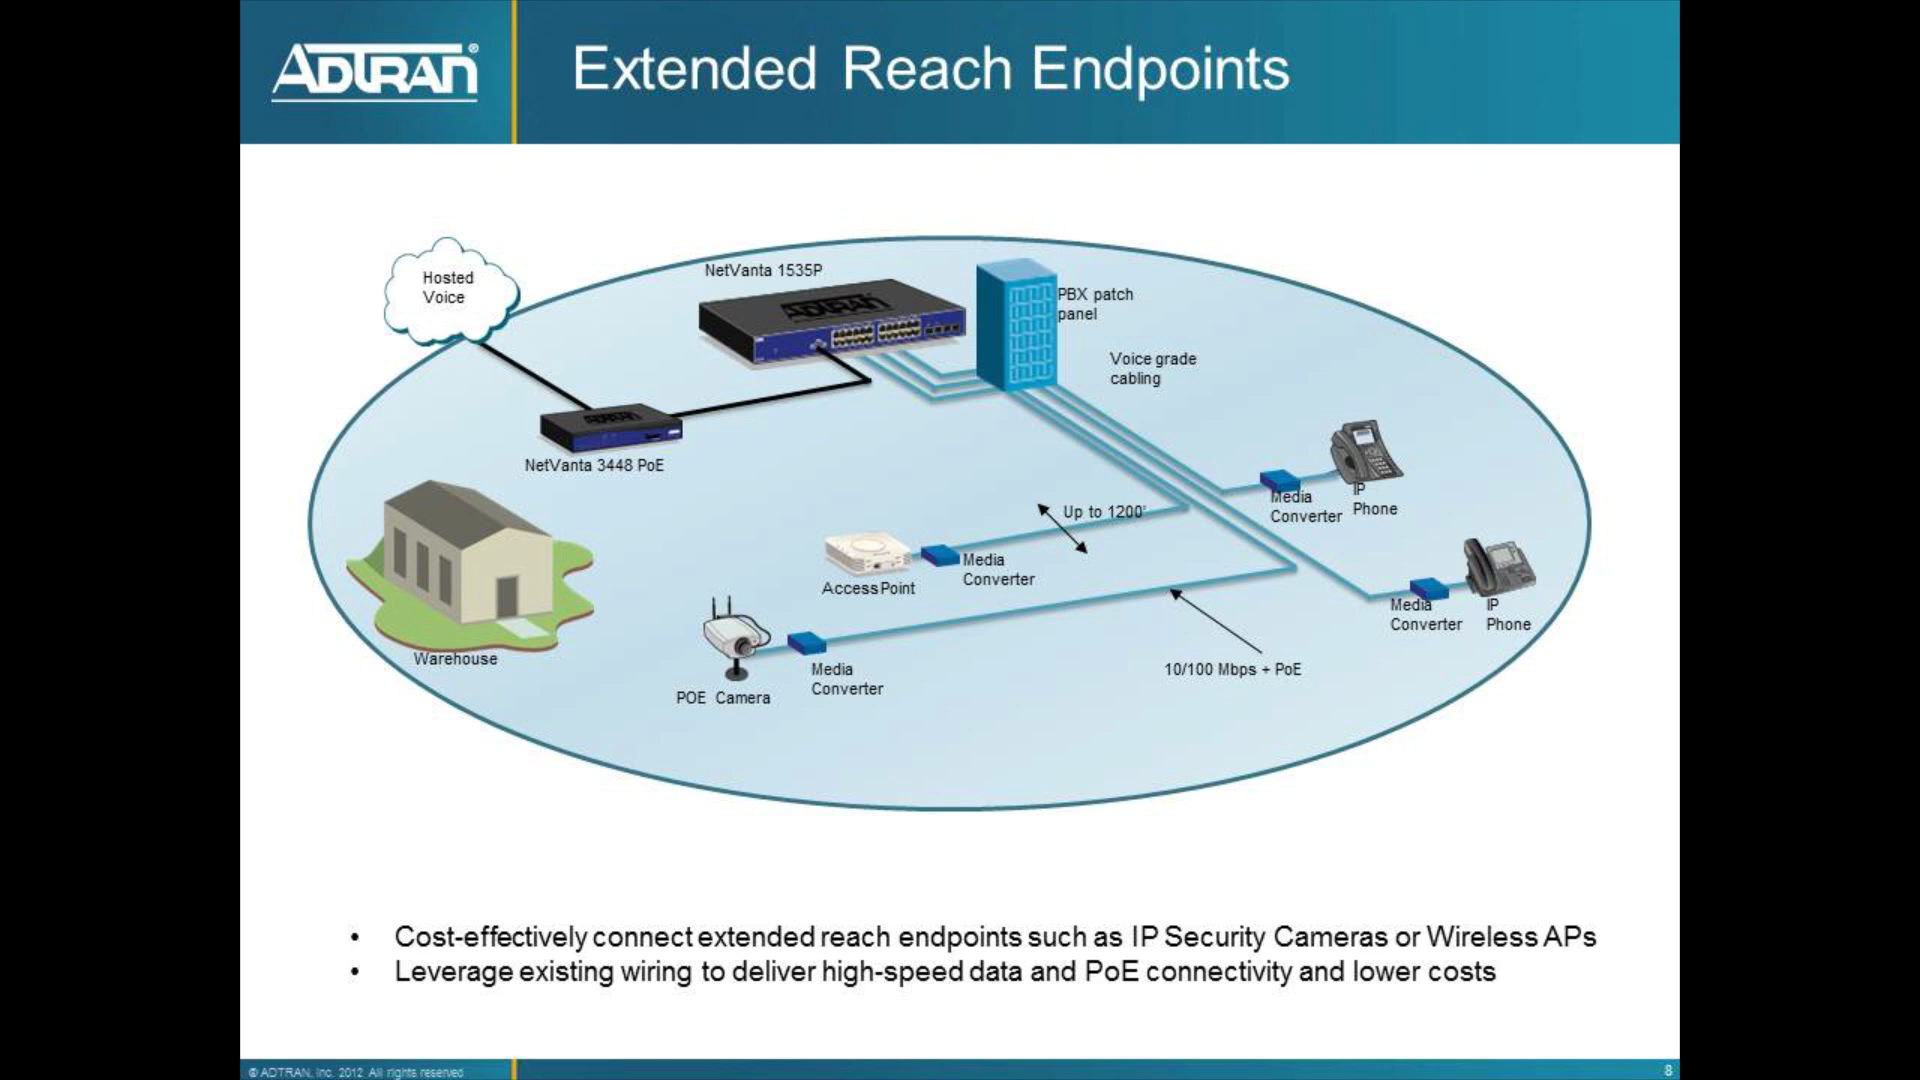 ADTRAN®
Extended Reach Endpoints
Hosted
Voice
NetVanta 1535P
ADTRAN
PBX patch
panel
Voice grade
cabling
ADTRAN
NetVanta 3448 PoE
IP
Phone
Media
Converter
Up to 1200'
Media
Converter
AccessPoint
Media
Converter
IP
Phone
Warehouse
Media
Converter
POE Camera
10/100 Mbps + PoE
• Cost-effectively connect extended reach endpoints such as IP Security Cameras or Wireless APs
• Leverage existing wiring to deliver high-speed data and PoE connectivity and lower costs
© ADTRAN, Inc. 2012 All rights reserved
8